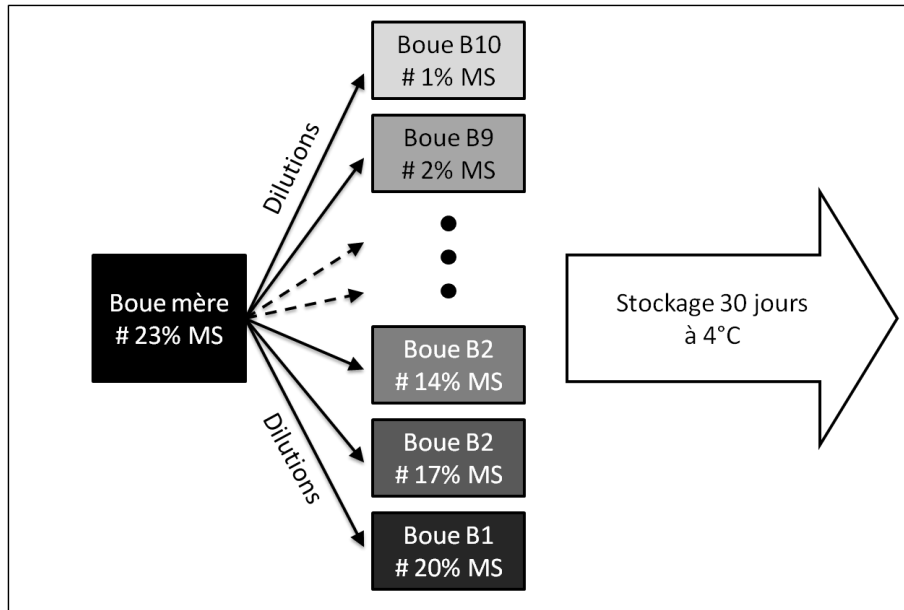 Boue B10
# 1% MS
Dilutions
Boue B9
# 2% MS
Boue mère
# 23% MS
Stockage 30 jours
à 4°C
Boue B2
# 14% MS
Dilutions
Boue B2
# 17% MS
Boue B1
# 20% MS